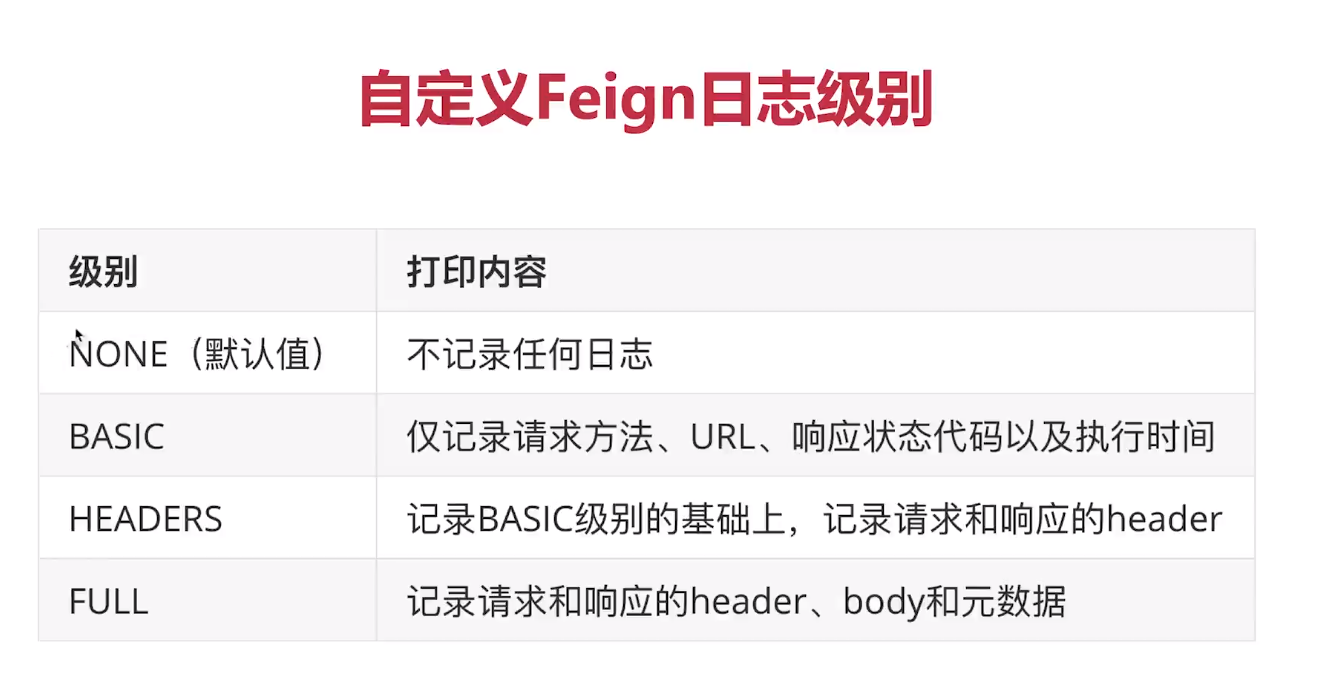 自定义Feign日志级别
级别 打印内容
NONE（默认值） 不记录任何日志
BASIC 仅记录请求方法、URL、响应状态代码以及执行时间
HEADERS 记录BASIC级别的基础上，记录请求和响应的header
FULL 记录请求和响应的header、body和元数据